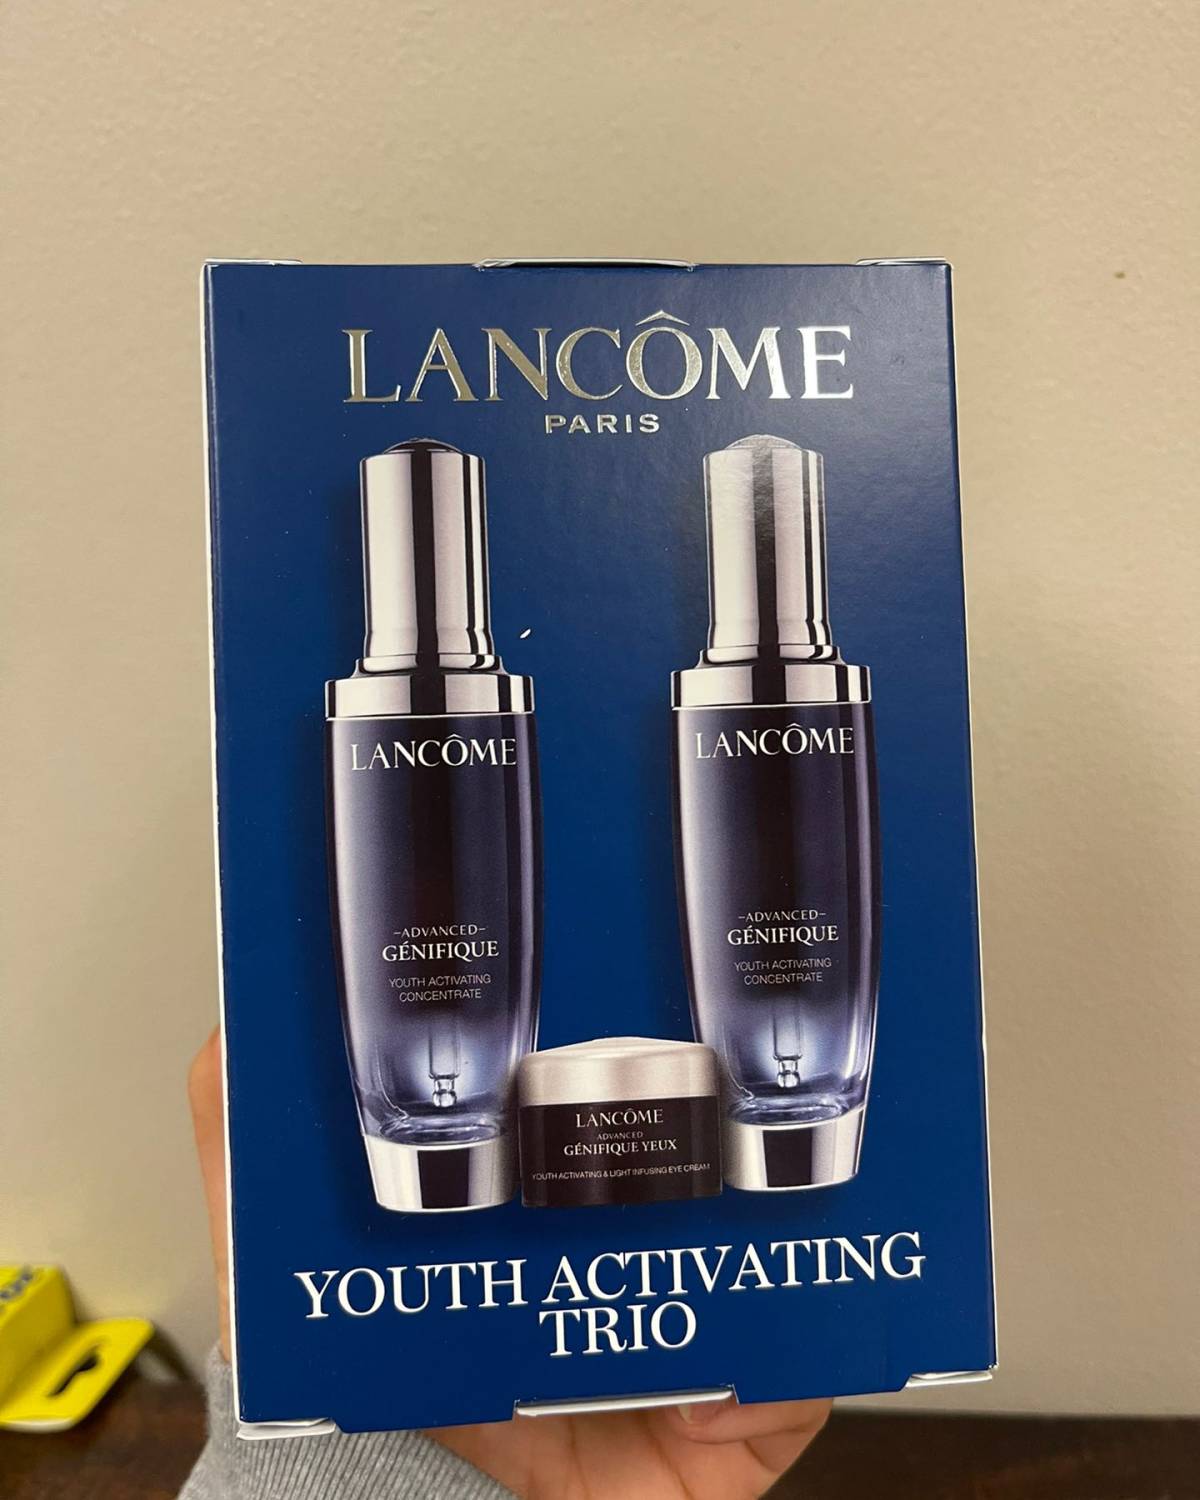 LANCÔME
PARIS
LANCÔME
-ADVANCED-
GÉNIFIQUE
YOUTH ACTIVATING
CONCENTRATE
LANCÔME
-ADVANCED-
GÉNIFIQUE
YOUTH ACTIVATING
CONCENTRATE
LANCÔME
ADVANCED
GÉNIFIQUE YEUX
YOUTH ACTIVATING & LIGHT INFUSING EYE CREAM
YOUTH ACTIVATING
TRIO